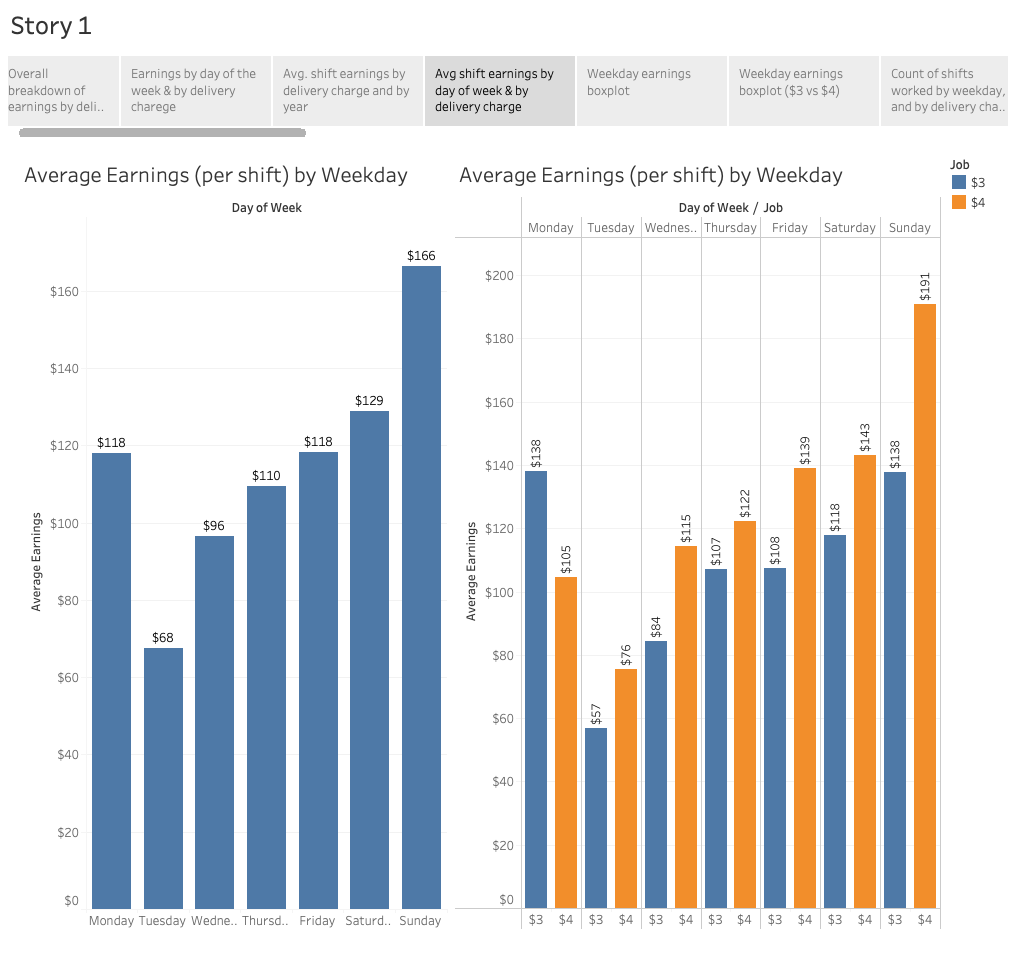 Story 1
Overall
breakdown of
earnings by deli..
Earnings by day of the
week & by delivery
charege
Avg. shift earnings by
delivery charge and by
year
Avg shift earnings by
day of week & by
delivery charge
Weekday earnings
boxplot
Weekday earnings
boxplot ($3 vs $4)
Count of shifts
worked by weekday,
and by delivery cha..
Average Earnings (per shift) by Weekday
Day of Week
Average Earnings
$160
$140
$120
$100
$80
$60
$40
$20
$0
$118
$68
$96
$110
$118
$129
$166
Monday Tuesday Wedne.. Thursd.. Friday Saturd.. Sunday
Average Earnings (per shift) by Weekday
Day of Week / Job
Monday Tuesday Wednes.. Thursday Friday Saturday Sunday
Average Earnings
$200
$180
$160
$140
$120
$100
$80
$60
$40
$20
$0
$138
$105
$57
$76
$84
$115
$107
$122
$108
$139
$118
$143
$138
$191
$3 $4 $3 $4 $3 $4 $3 $4 $3 $4 $3 $4 $3 $4
Job
$3
$4